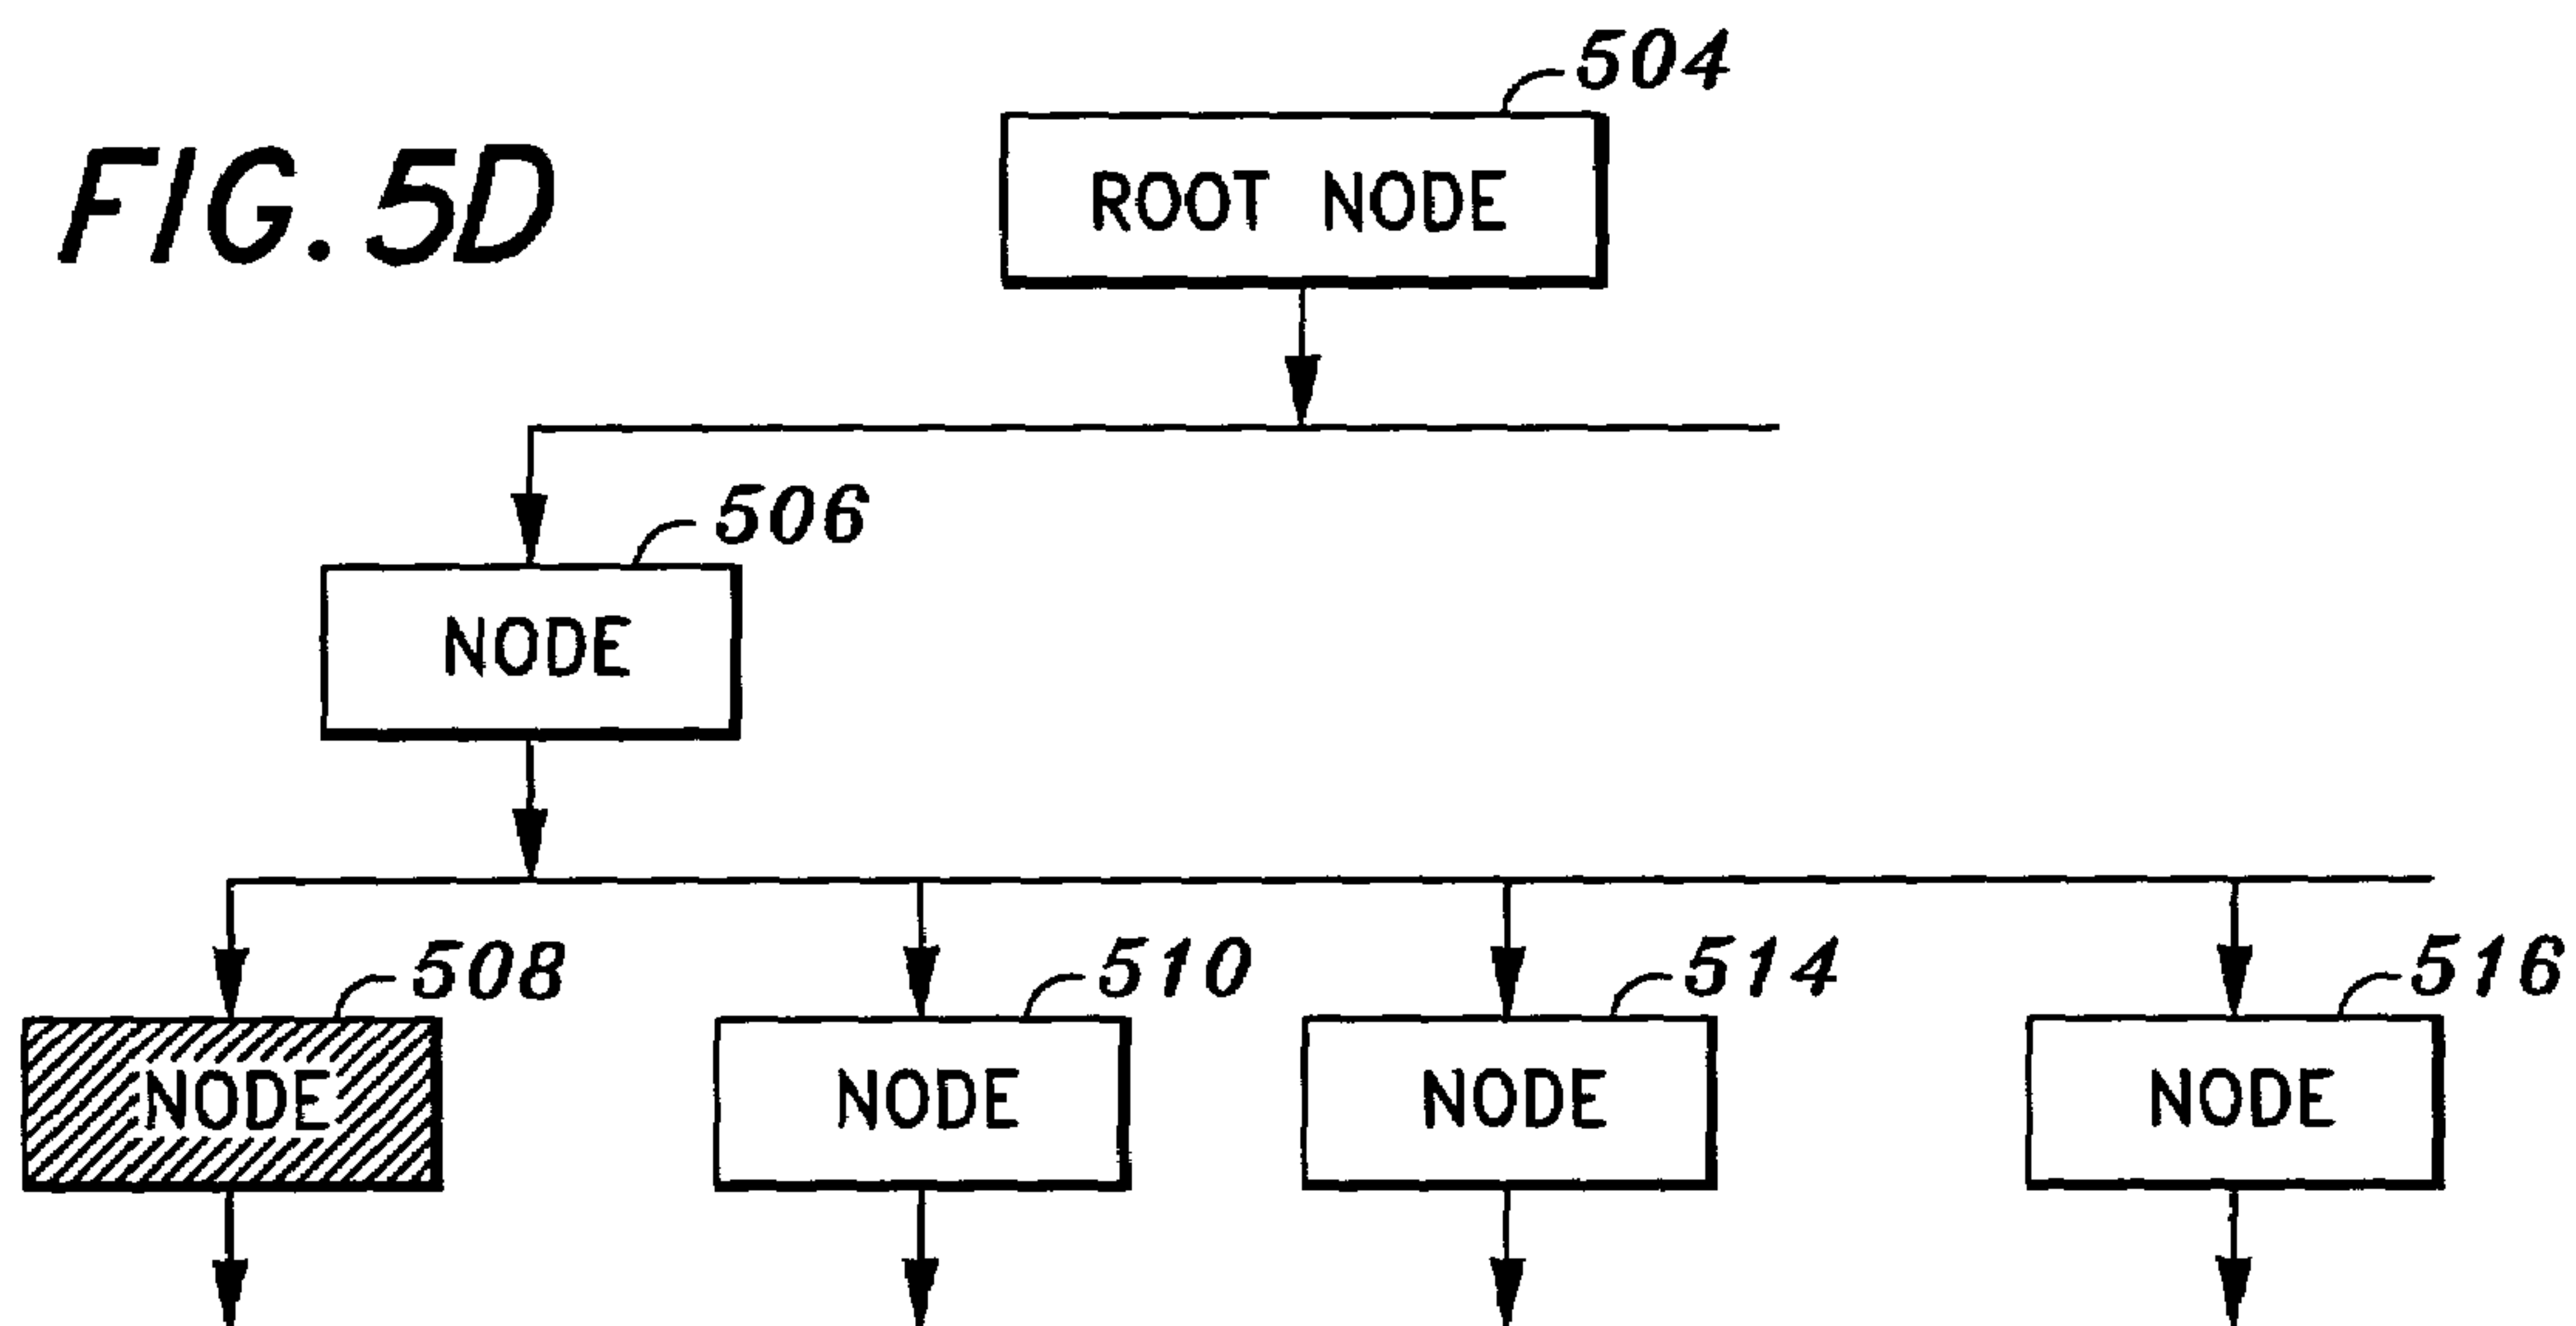 504
FIG. 5D
ROOT NODE
506
NODE
508 510 514 516
NODE NODE NODE NODE